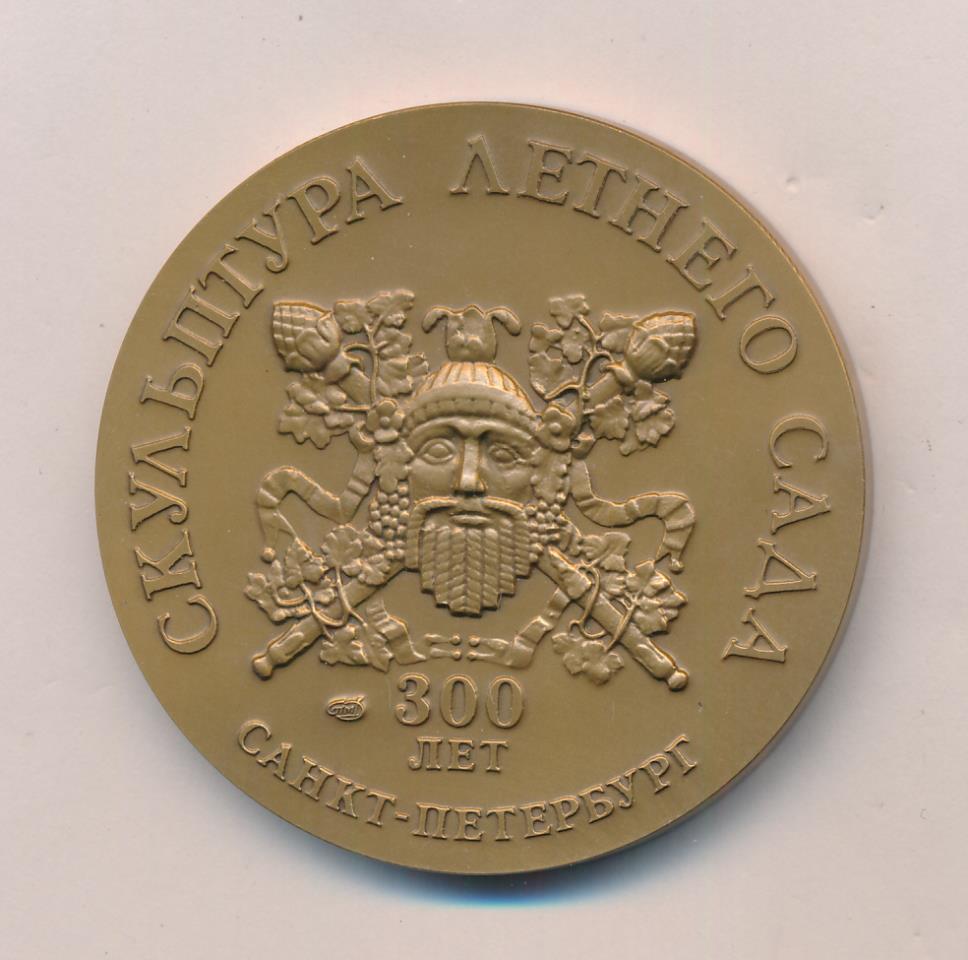 СКУЛЬПТУРА ЛЕТНЕГО САДА
300
ЛЕТ
САНКТ-ПЕТЕРБУРГ